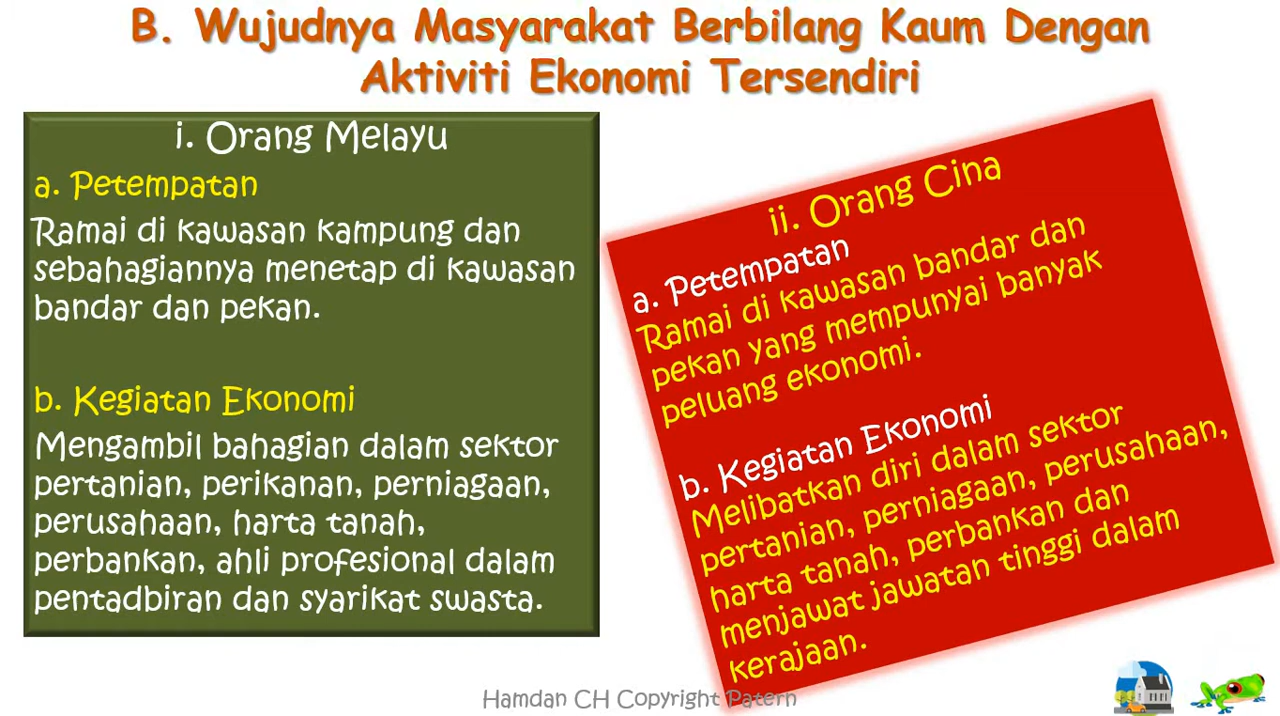 B. Wujudnya Masyarakat Berbilang Kaum Dengan
Aktiviti Ekonomi Tersendiri
i. Orang Melayu
a. Petempatan
Ramai di kawasan kampung dan
sebahagiannya menetap di kawasan
bandar dan pekan.
b. Kegiatan Ekonomi
Mengambil bahagian dalam sektor
pertanian, perikanan, perniagaan,
perusahaan, harta tanah,
perbankan, ahli profesional dalam
pentadbiran dan syarikat swasta.
ii. Orang Cina
a. Petempatan
Ramai di kawasan bandar dan
pekan yang mempunyai banyak
peluang ekonomi.
b. Kegiatan Ekonomi
Melibatkan diri dalam sektor
pertanian, perniagaan, perusahaan,
harta tanah, perbankan dan
menjawat jawatan tinggi dalam
kerajaan.
Hamdan CH Copyright Patern